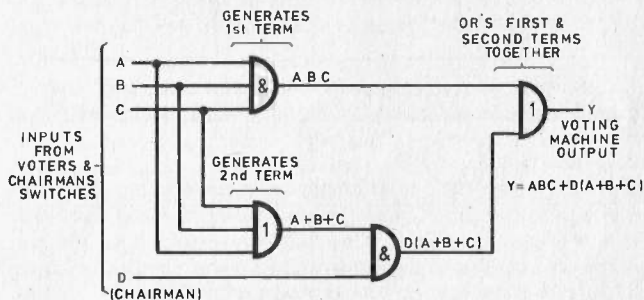 GENERATES
1st TERM
OR'S FIRST &
SECOND TERMS
TOGETHER
A
B
C
&
ABC
1
Y
VOTING
MACHINE
OUTPUT
INPUTS
FROM
VOTERS &
CHAIRMANS
SWITCHES
GENERATES
2nd TERM
1
A+B+C
&
D(A+B+C)
Y=ABC+D(A+B+C)
D
(CHAIRMAN)